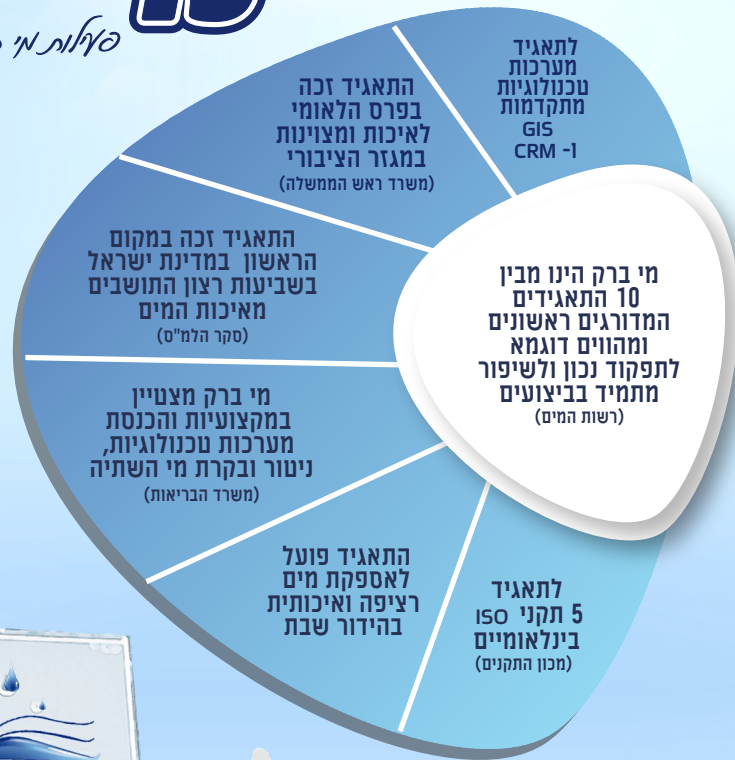 פעילות מי
לתאגיד
מערכות
טכנולוגיות
מתקדמות
GIS
ו- CRM
התאגיד זכה
בפרס הלאומי
לאיכות ומצוינות
במגזר הציבורי
(משרד ראש הממשלה)
התאגיד זכה במקום
הראשון במדינת ישראל
בשביעות רצון התושבים
מאיכות המים
(סקר הלמ"ס)
מי ברק מצטיין
במקצועיות והכנסת
מערכות טכנולוגיות,
ניטור ובקרת מי השתיה
(משרד הבריאות)
התאגיד פועל
לאספקת מים
רציפה ואיכותית
בהידור שבת
לתאגיד
5 תקני ISO
בינלאומיים
(מכון התקנים)
מי ברק הינו מבין
10 התאגידים
המדורגים ראשונים
ומהווים דוגמא
לתפקוד נכון ולשיפור
מתמיד בביצועים
(רשות המים)